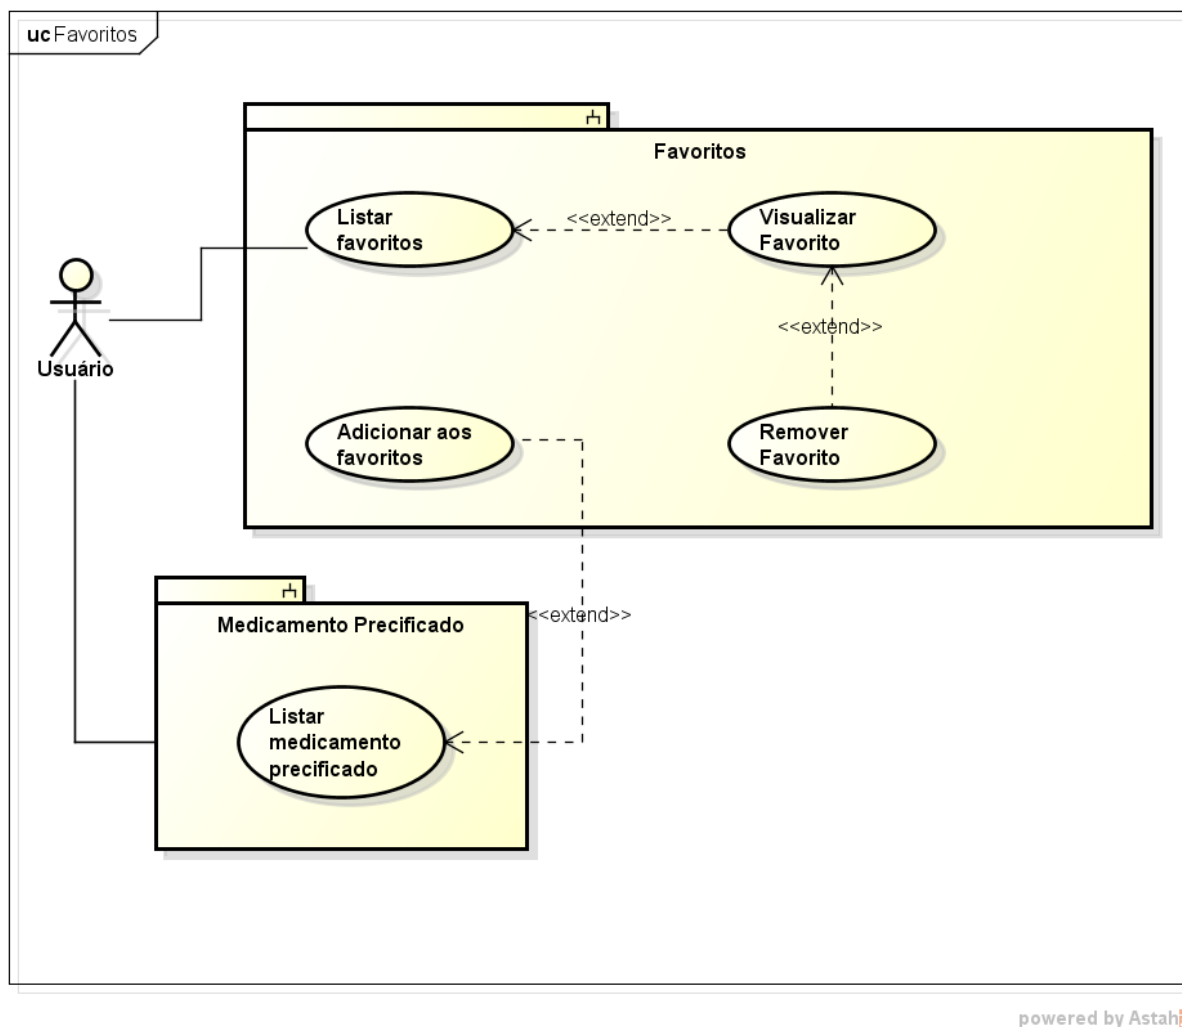 uc Favoritos
Favoritos
Listar
favoritos
<<extend>>
Visualizar
Favorito
<<extend>>
Usuário
Adicionar aos
favoritos
Remover
Favorito
<<extend>>
Medicamento Precificado
Listar
medicamento
precificado
powered by Astah